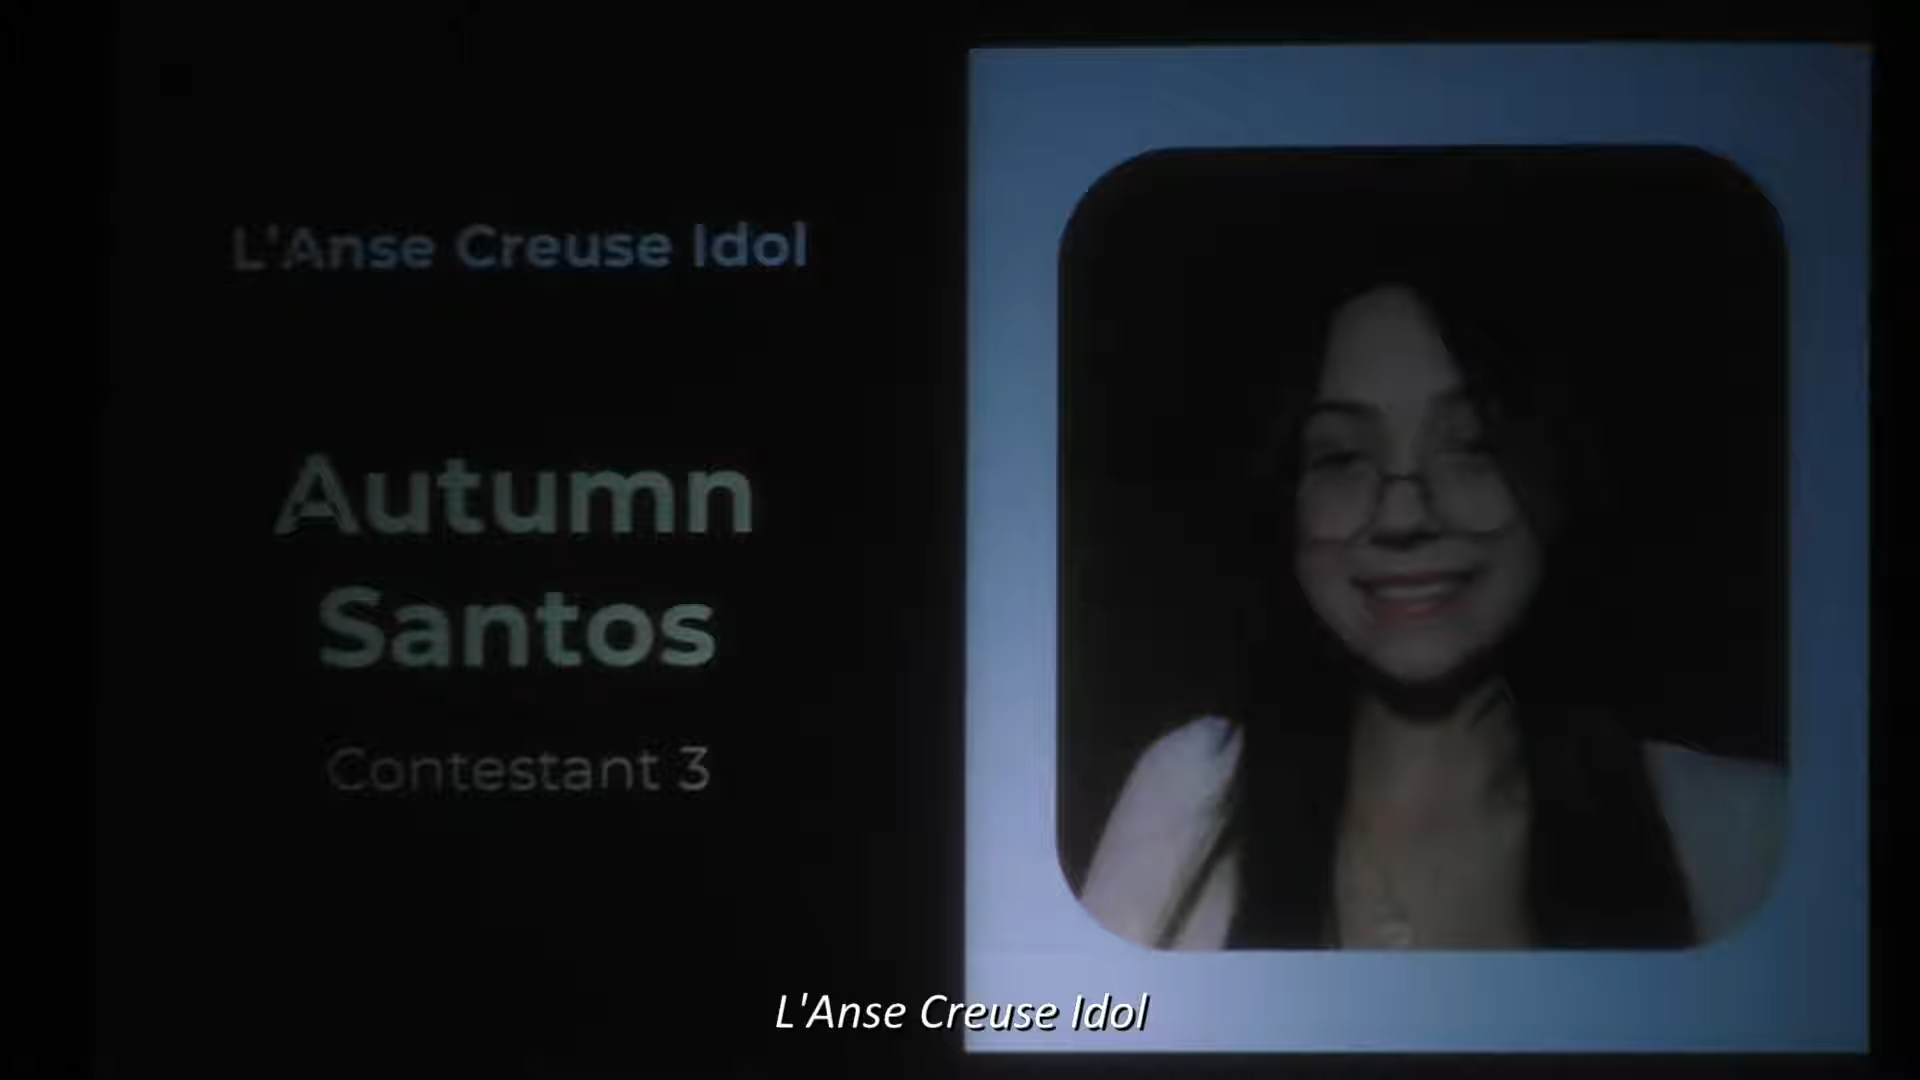 L'Anse Creuse Idol
Autumn
Santos
Contestant 3
L'Anse Creuse Idol